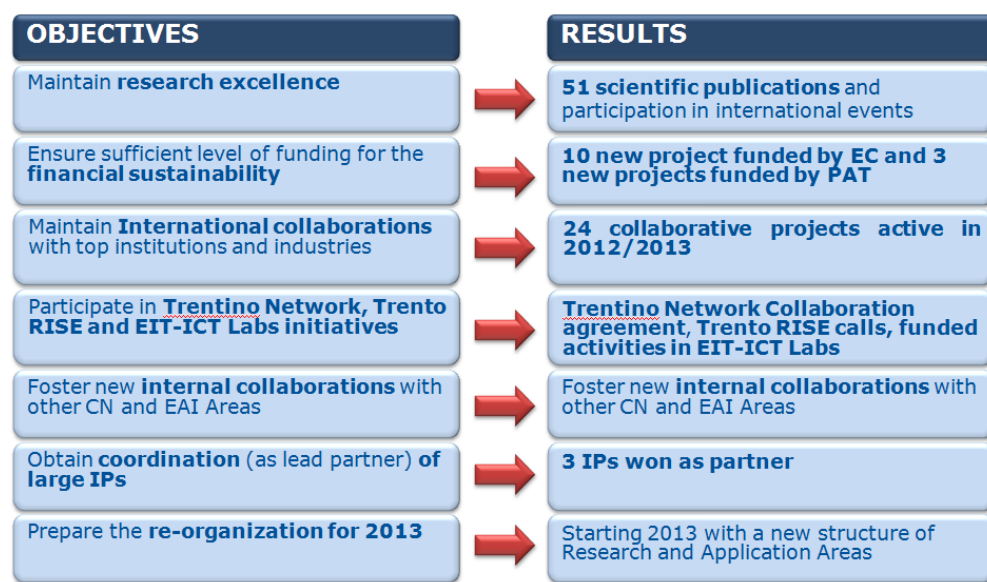 OBJECTIVES
RESULTS
Maintain research excellence
51 scientific publications and
participation in international events
Ensure sufficient level of funding for the
financial sustainability
10 new project funded by EC and 3
new projects funded by PAT
Maintain International collaborations
with top institutions and industries
24 collaborative projects active in
2012/2013
Participate in Trentino Network, Trento
RISE and EIT-ICT Labs initiatives
Trentino Network Collaboration
agreement, Trento RISE calls, funded
activities in EIT-ICT Labs
Foster new internal collaborations with
other CN and EAI Areas
Foster new internal collaborations with
other CN and EAI Areas
Obtain coordination (as lead partner) of
large IPs
3 IPs won as partner
Prepare the re-organization for 2013
Starting 2013 with a new structure of
Research and Application Areas